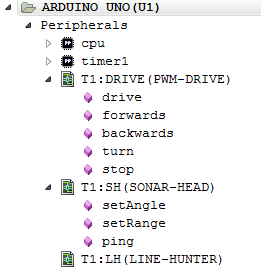 ARDUINO UNO(U1)
Peripherals
cpu
timer1
T1:DRIVE(PWM-DRIVE)
drive
forwards
backwards
turn
stop
T1:SH(SONAR-HEAD)
setAngle
setRange
ping
T1:LH(LINE-HUNTER)